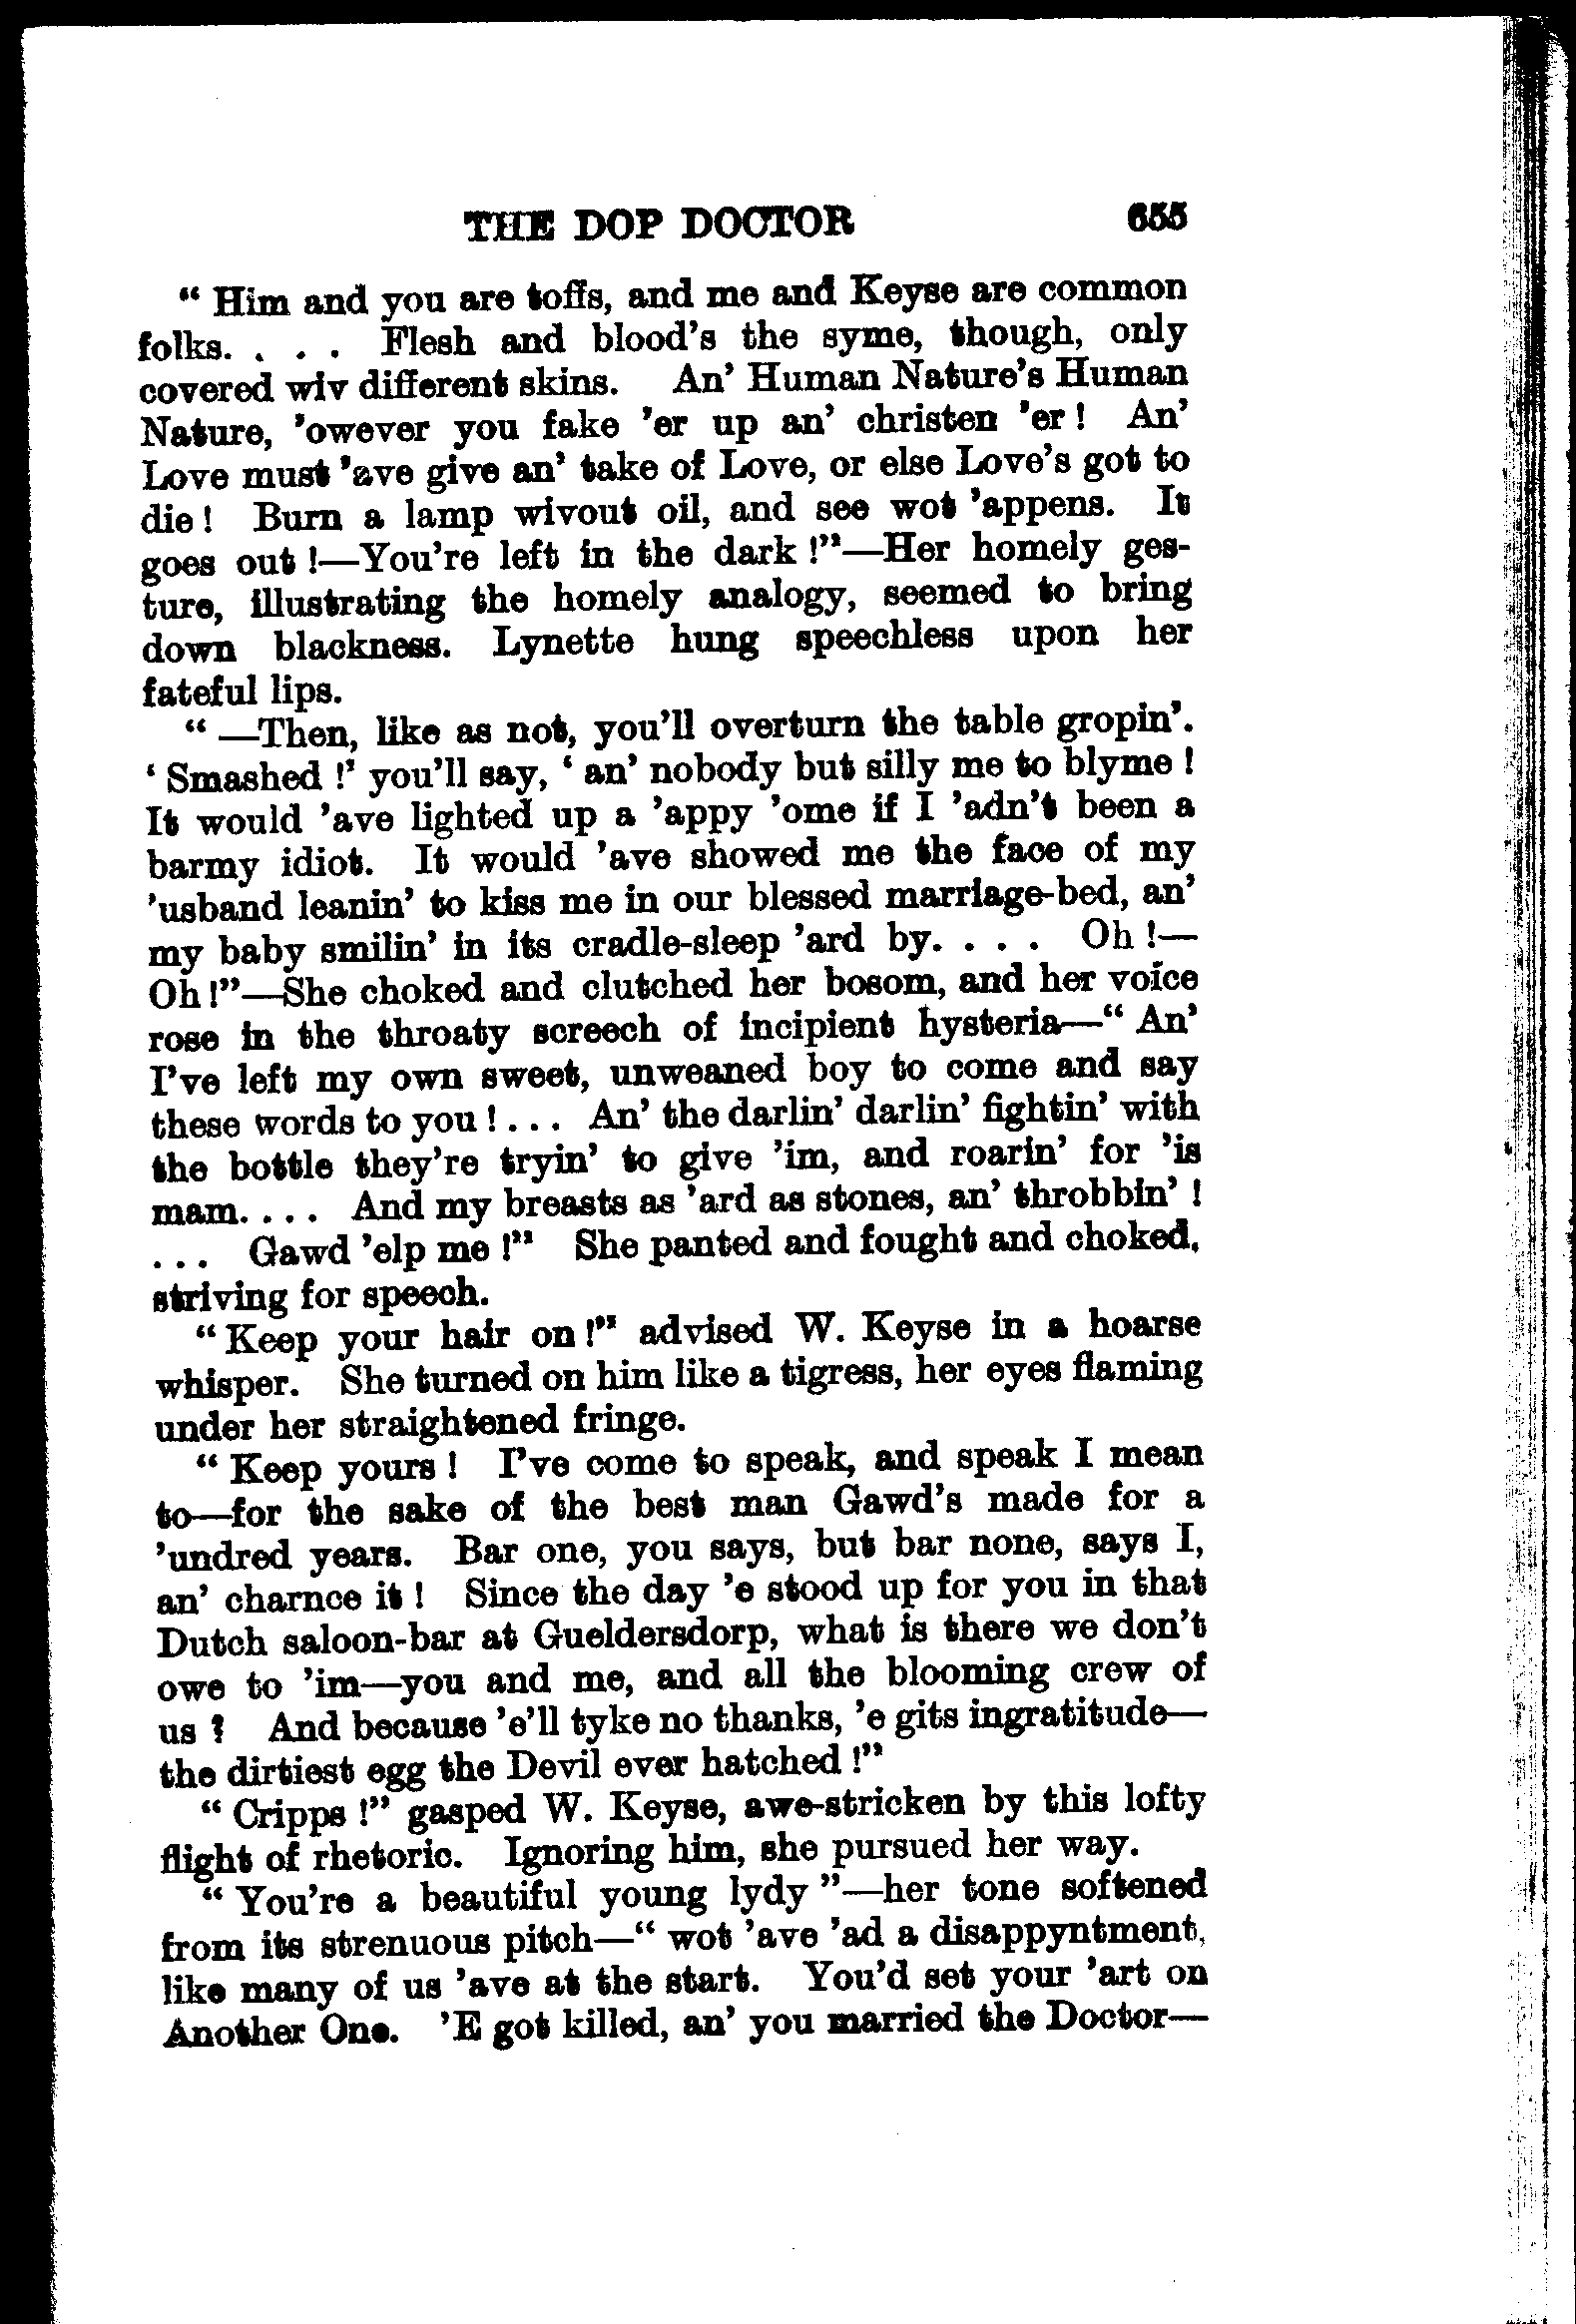 THE DOP DOCTOR 655
“ Him and you are toffs, and me and Keyse are common
folks. . . . Flesh and blood’s the syme, though, only
covered wiv different skins. An’ Human Nature’s Human
Nature, ’owever you fake ’er up an’ christen ’er ! An’
Love must ’ave give an’ take of Love, or else Love’s got to
die ! Burn a lamp wivout oil, and see wot ’appens. It
goes out !—You’re left in the dark !”—Her homely ges-
ture, illustrating the homely analogy, seemed to bring
down blackness. Lynette hung speechless upon her
fateful lips.
“ —Then, like as not, you’ll overturn the table gropin’.
‘ Smashed !’ you’ll say, ‘ an’ nobody but silly me to blyme !
It would ’ave lighted up a ’appy ’ome if I ’adn’t been a
barmy idiot. It would ’ave showed me the face of my
’usband leanin’ to kiss me in our blessed marriage-bed, an’
my baby smilin’ in its cradle-sleep ’ard by. . . . Oh !—
Oh !”—She choked and clutched her bosom, and her voice
rose in the throaty screech of incipient hysteria—“ An’
I’ve left my own sweet, unweaned boy to come and say
these words to you ! . . . An’ the darlin’ darlin’ fightin’ with
the bottle they’re tryin’ to give ’im, and roarin’ for ’is
mam. . . . And my breasts as ’ard as stones, an’ throbbin’ !
. . . Gawd ’elp me !” She panted and fought and choked,
striving for speech.
“ Keep your hair on !” advised W. Keyse in a hoarse
whisper. She turned on him like a tigress, her eyes flaming
under her straightened fringe.
“ Keep yours ! I’ve come to speak, and speak I mean
to—for the sake of the best man Gawd’s made for a
’undred years. Bar one, you says, but bar none, says I,
an’ charnce it ! Since the day ’e stood up for you in that
Dutch saloon-bar at Gueldersdorp, what is there we don’t
owe to ’im—you and me, and all the blooming crew of
us ? And because ’e’ll tyke no thanks, ’e gits ingratitude—
the dirtiest egg the Devil ever hatched !”
“ Cripps !” gasped W. Keyse, awe-stricken by this lofty
flight of rhetoric. Ignoring him, she pursued her way.
“ You’re a beautiful young lydy ”—her tone softened
from its strenuous pitch—“ wot ’ave ’ad a disappyntment,
like many of us ’ave at the start. You’d set your ’art on
Another One. ’E got killed, an’ you married the Doctor—